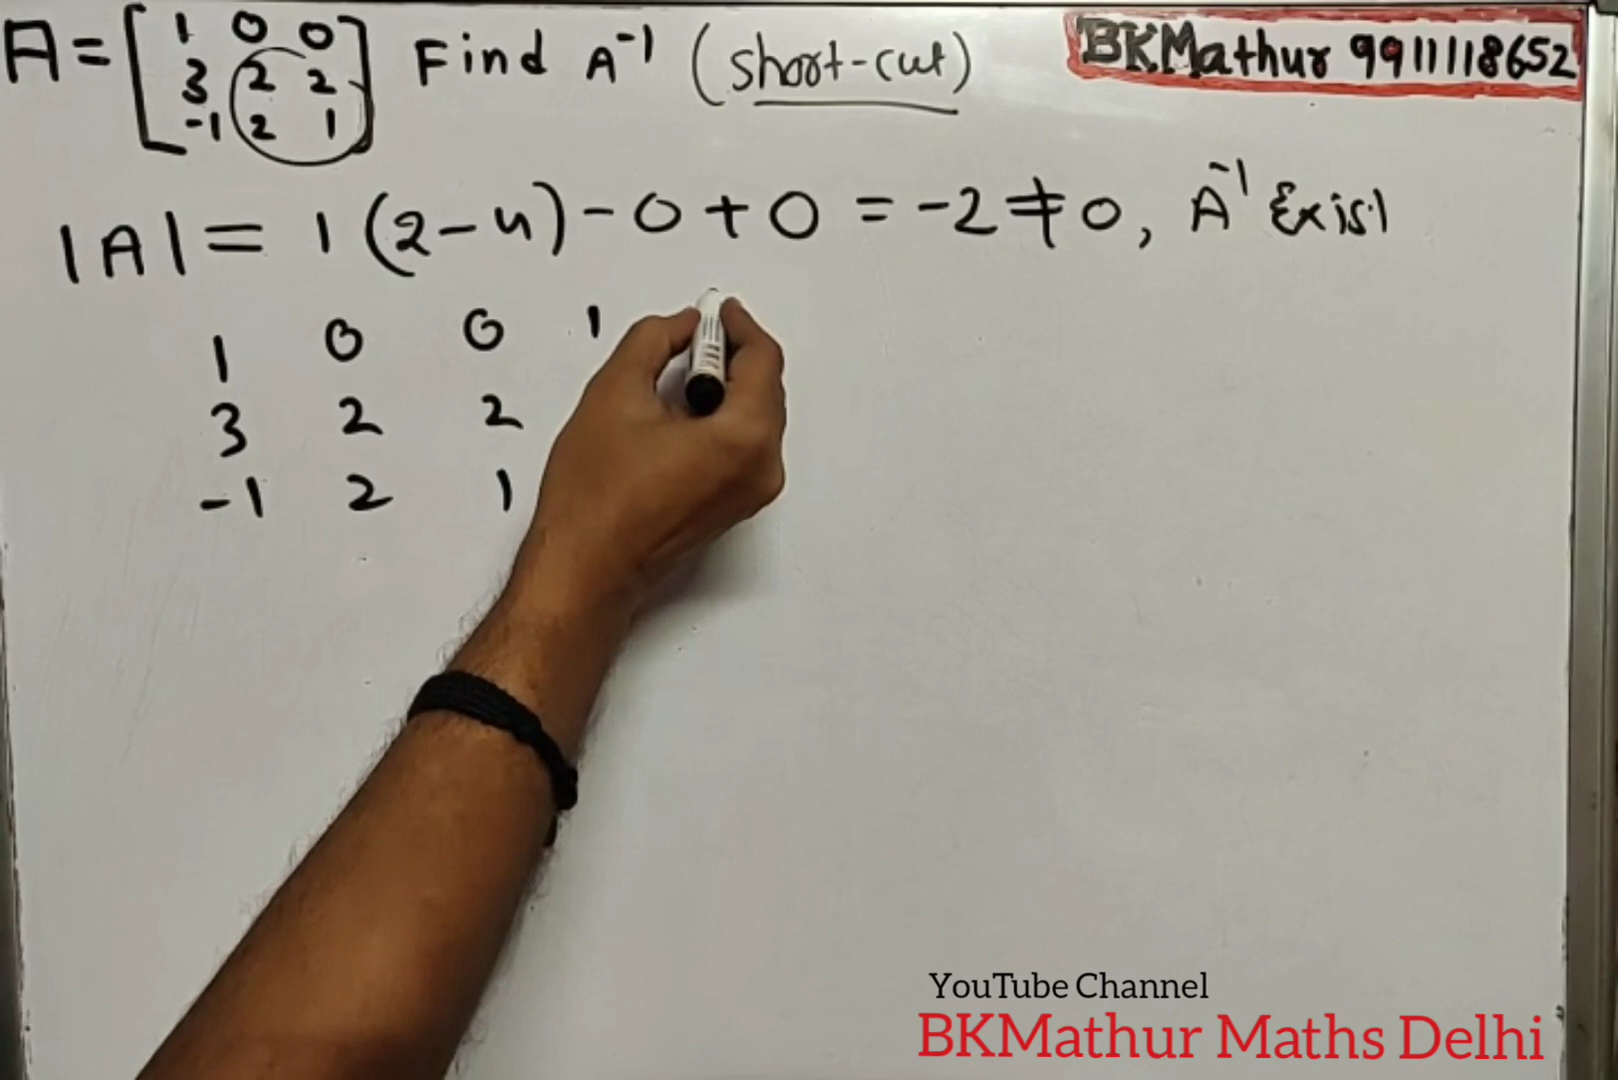 A = [1 0 0 Find A⁻¹ (short-cut) BKMathur 9911118652
3 2 2
-1 2 1]
|A| = 1 (2-4) - 0 + 0 = -2 ≠ 0, A⁻¹ Exist
1 0 0 1
3 2 2
-1 2 1
YouTube Channel
BKMathur Maths Delhi